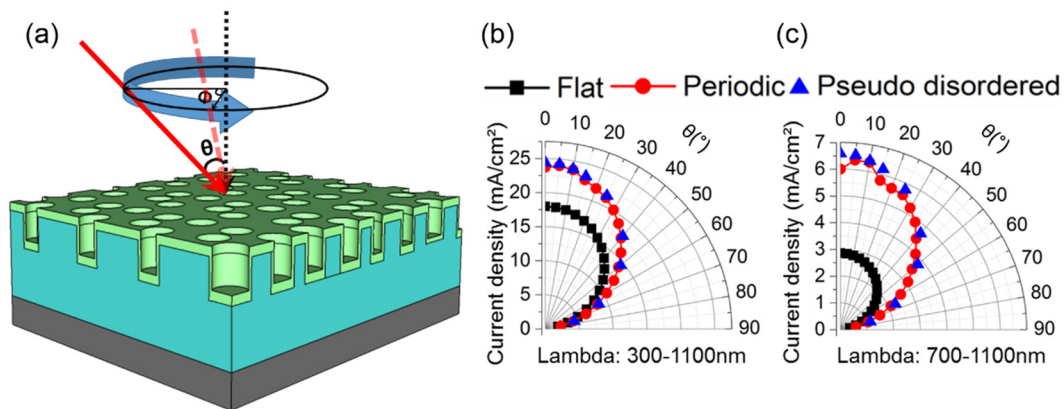 (a)
ϕ
θ
(b)
(c)
Flat Periodic Pseudo disordered
Current density (mA/cm²)
25
20
15
10
5
0
0
10
20
30
40
50
60
70
80
90
θ(°)
Lambda: 300-1100nm
Current density (mA/cm²)
7
6
5
4
3
2
1
0
0
10
20
30
40
50
60
70
80
90
θ(°)
Lambda: 700-1100nm